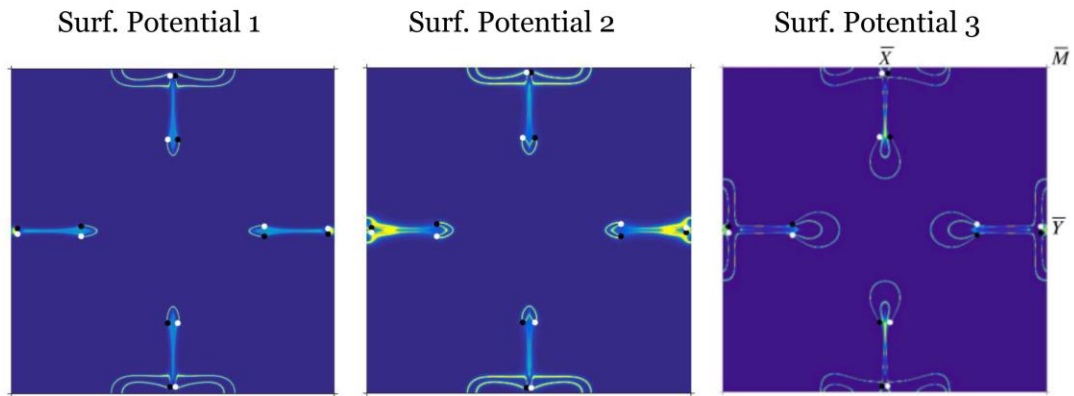 Surf. Potential 1
Surf. Potential 2
Surf. Potential 3
X̅
M̅
Y̅